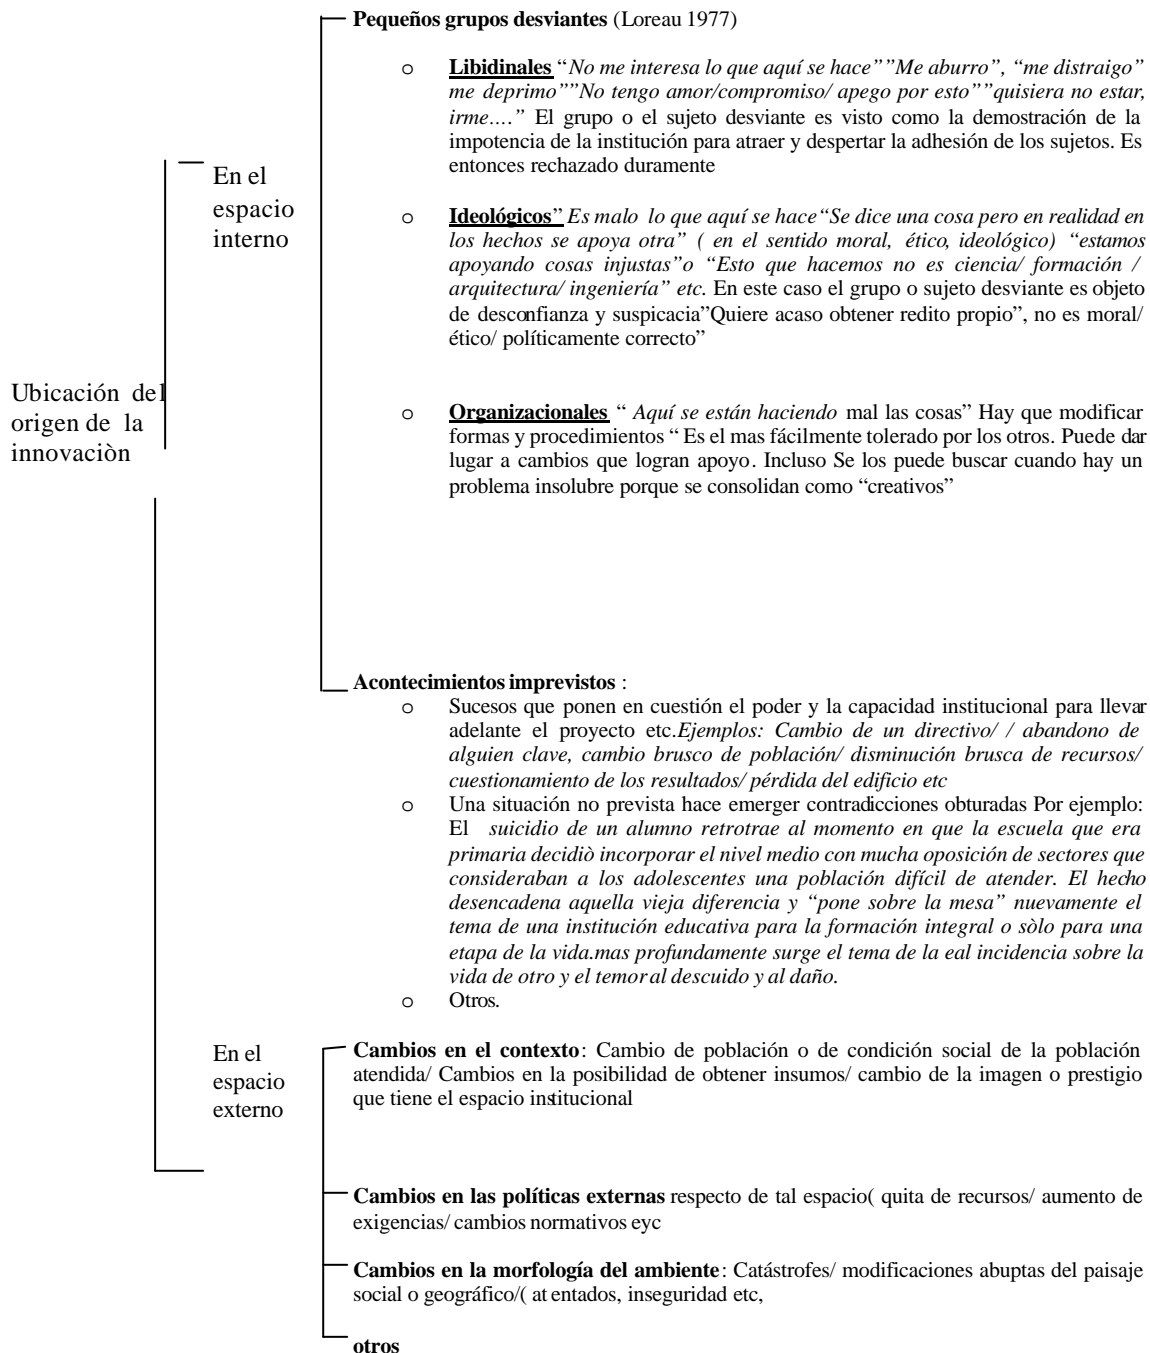 Pequeños grupos desviantes (Loreau 1977)
o Libidinales “No me interesa lo que aquí se hace””Me aburro”, “me distraigo”
me deprimo””No tengo amor/compromiso/ apego por esto””quisiera no estar,
irme….” El grupo o el sujeto desviante es visto como la demostración de la
impotencia de la institución para atraer y despertar la adhesión de los sujetos. Es
entonces rechazado duramente
En el
espacio
interno
o Ideológicos” Es malo lo que aquí se hace“Se dice una cosa pero en realidad en
los hechos se apoya otra” ( en el sentido moral, ético, ideológico) “estamos
apoyando cosas injustas”o “Esto que hacemos no es ciencia/ formación /
arquitectura/ ingeniería” etc. En este caso el grupo o sujeto desviante es objeto
de desconfianza y suspicacia”Quiere acaso obtener redito propio”, no es moral/
ético/ políticamente correcto”
Ubicación del
origen de la
innovaciòn
o Organizacionales “ Aquí se están haciendo mal las cosas” Hay que modificar
formas y procedimientos “ Es el mas fácilmente tolerado por los otros. Puede dar
lugar a cambios que logran apoyo. Incluso Se los puede buscar cuando hay un
problema insolubre porque se consolidan como “creativos”
Acontecimientos imprevistos :
o Sucesos que ponen en cuestión el poder y la capacidad institucional para llevar
adelante el proyecto etc.Ejemplos: Cambio de un directivo/ / abandono de
alguien clave, cambio brusco de población/ disminución brusca de recursos/
cuestionamiento de los resultados/ pérdida del edificio etc
o Una situación no prevista hace emerger contradicciones obturadas Por ejemplo:
El suicidio de un alumno retrotrae al momento en que la escuela que era
primaria decidiò incorporar el nivel medio con mucha oposición de sectores que
consideraban a los adolescentes una población difícil de atender. El hecho
desencadena aquella vieja diferencia y “pone sobre la mesa” nuevamente el
tema de una institución educativa para la formación integral o sòlo para una
etapa de la vida.mas profundamente surge el tema de la eal incidencia sobre la
vida de otro y el temor al descuido y al daño.
o Otros.
En el
espacio
externo
Cambios en el contexto: Cambio de población o de condición social de la población
atendida/ Cambios en la posibilidad de obtener insumos/ cambio de la imagen o prestigio
que tiene el espacio institucional
Cambios en las políticas externas respecto de tal espacio( quita de recursos/ aumento de
exigencias/ cambios normativos eyc
Cambios en la morfología del ambiente: Catástrofes/ modificaciones abuptas del paisaje
social o geográfico/( at entados, inseguridad etc,
otros